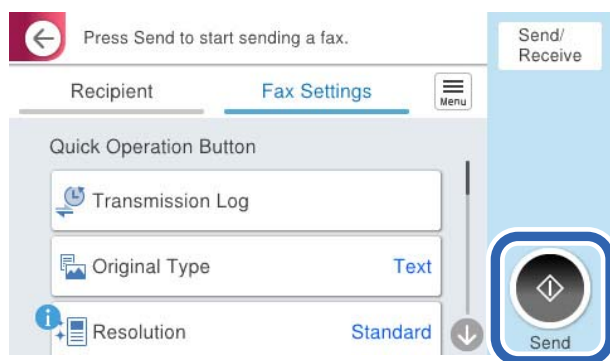 Press Send to start sending a fax.
Send/
Receive
Recipient
Fax Settings
Menu
Quick Operation Button
Transmission Log
Original Type
Text
Resolution
Standard
Send